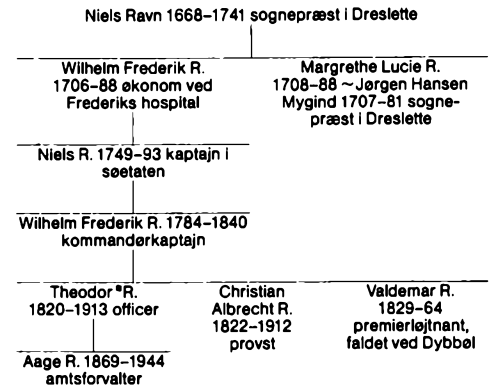 Niels Ravn 1668–1741 sognepræst i Dreslette
Wilhelm Frederik R.
1706–88 økonom ved
Frederiks hospital
Margrethe Lucie R.
1708–88 ~ Jørgen Hansen
Mygind 1707–81 sogne-
præst i Dreslette
Niels R. 1749–93 kaptajn i
søetaten
Wilhelm Frederik R. 1784–1840
kommandørkaptajn
Theodor *R.
1820–1913 officer
Christian
Albrecht R.
1822–1912
provst
Valdemar R.
1829–64
premierløjtnant,
faldet ved Dybbøl
Aage R. 1869–1944
amtsforvalter